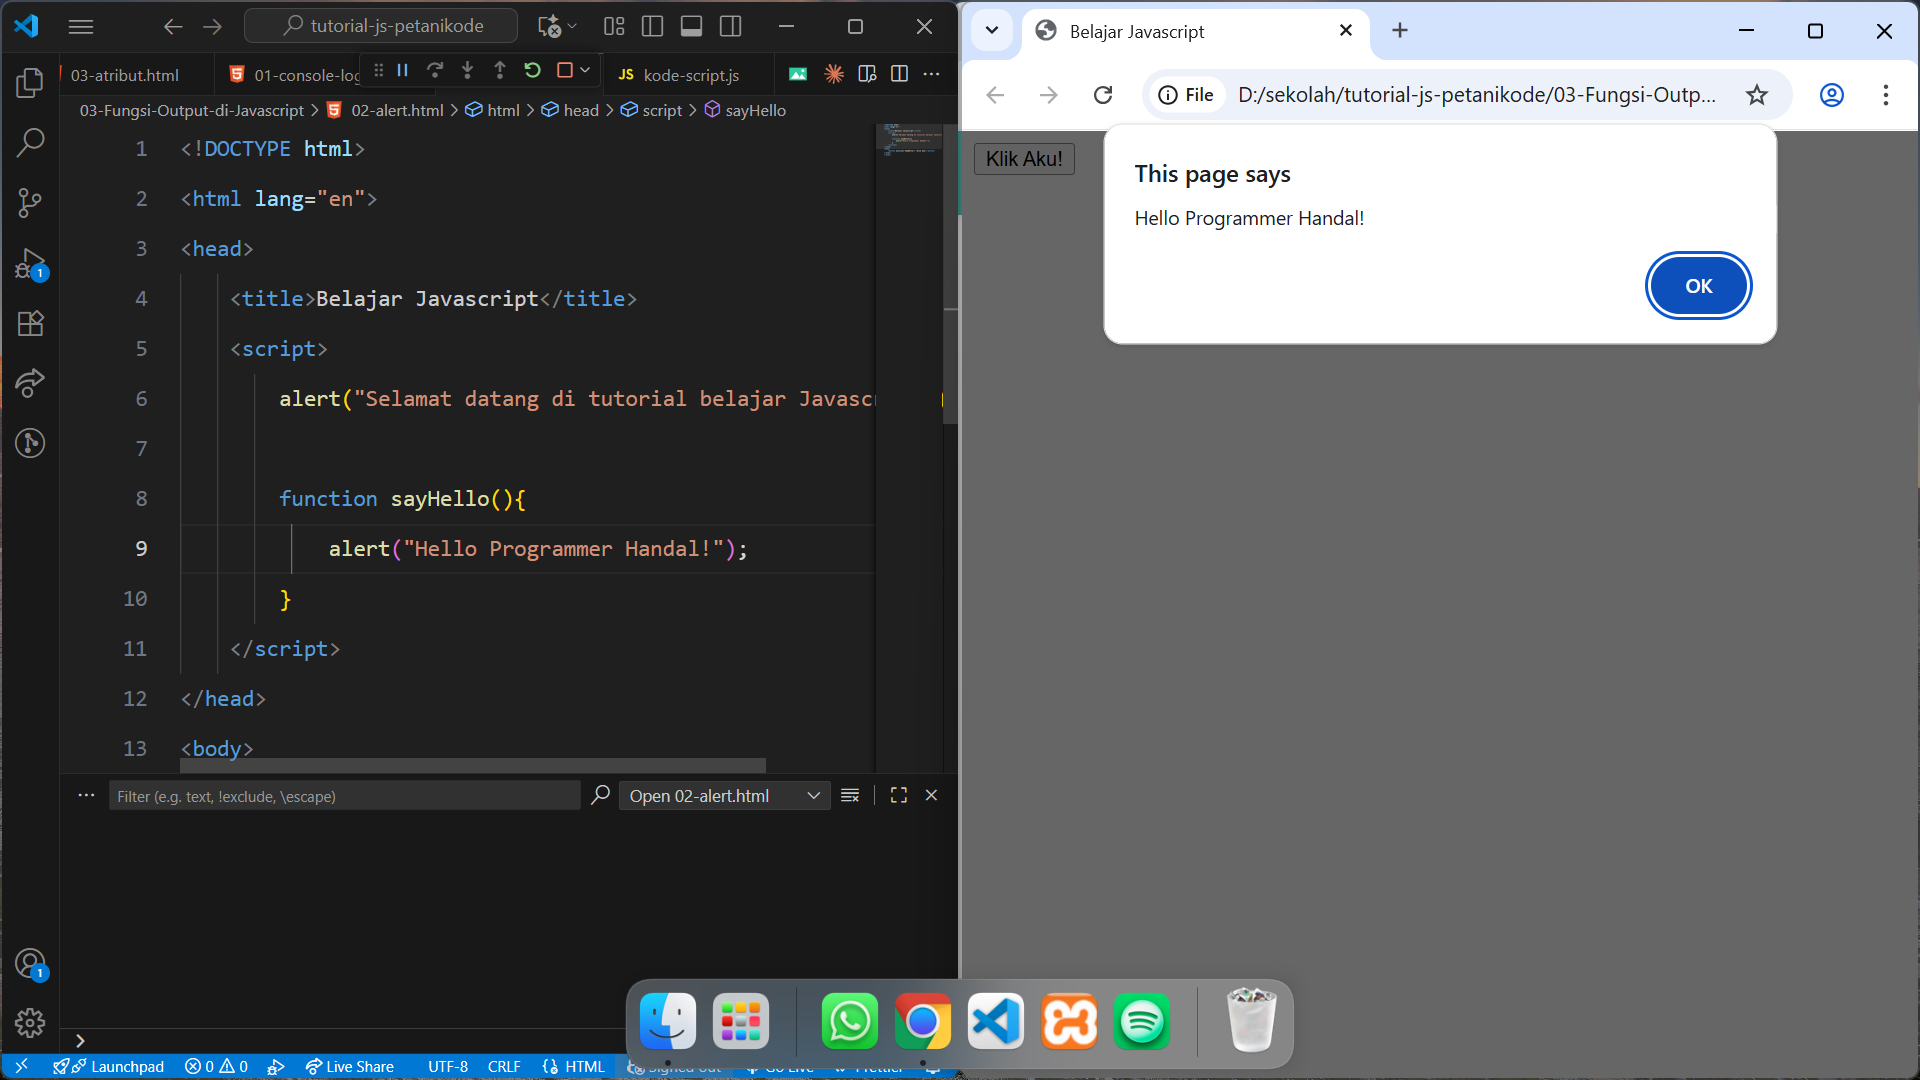 tutorial-js-petanikode
03-atribut.html
01-console-log
JS kode-script.js
03-Fungsi-Output-di-Javascript > 02-alert.html > html > head > script > sayHello
1 <!DOCTYPE html>
2 <html lang="en">
3 <head>
4 <title>Belajar Javascript</title>
5 <script>
6 alert("Selamat datang di tutorial belajar Javasc
7
8 function sayHello(){
9 alert("Hello Programmer Handal!");
10 }
11 </script>
12 </head>
13 <body>
Filter (e.g. text, !exclude, \escape)
Open 02-alert.html
1
1
Launchpad
0 0
Live Share
UTF-8
CRLF
{} HTML
Signed out
Go Live
Prettier
Belajar Javascript
File
D:/sekolah/tutorial-js-petanikode/03-Fungsi-Outp...
Klik Aku!
This page says
Hello Programmer Handal!
OK